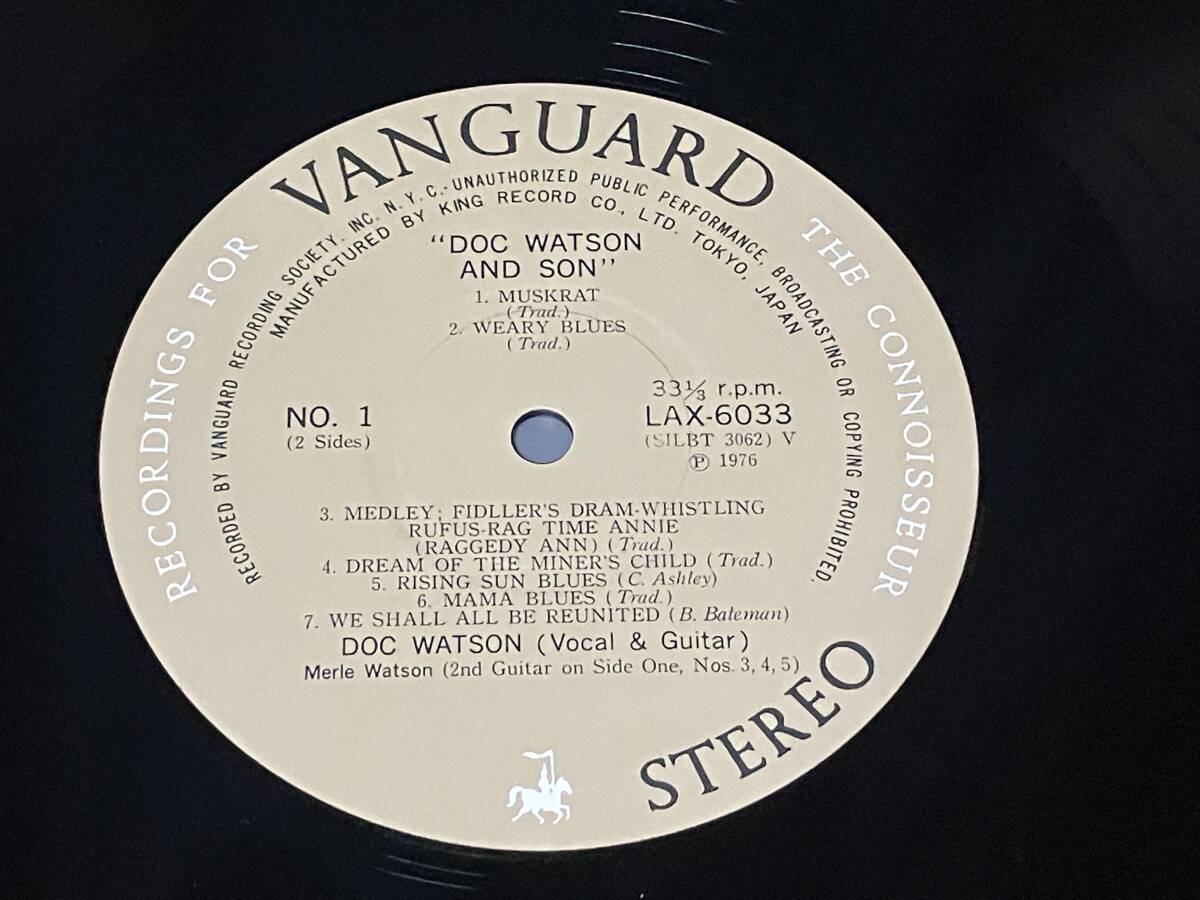 VANGUARD
RECORDINGS FOR THE CONNOISSEUR
RECORDED BY VANGUARD RECORDING SOCIETY, INC. N.Y.C.-UNAUTHORIZED PUBLIC PERFORMANCE, BROADCASTING OR COPYING PROHIBITED.
MANUFACTURED BY KING RECORD CO., LTD. TOKYO, JAPAN
"DOC WATSON
AND SON"
1. MUSKRAT
(Trad.)
2. WEARY BLUES
(Trad.)
NO. 1
(2 Sides)
33⅓ r.p.m.
LAX-6033
(SILBT 3062) V
Ⓟ 1976
3. MEDLEY; FIDLLER'S DRAM-WHISTLING
RUFUS-RAG TIME ANNIE
(RAGGEDY ANN) (Trad.)
4. DREAM OF THE MINER'S CHILD (Trad.)
5. RISING SUN BLUES (C. Ashley)
6. MAMA BLUES (Trad.)
7. WE SHALL ALL BE REUNITED (B. Bateman)
DOC WATSON (Vocal & Guitar)
Merle Watson (2nd Guitar on Side One, Nos. 3, 4, 5)
STEREO